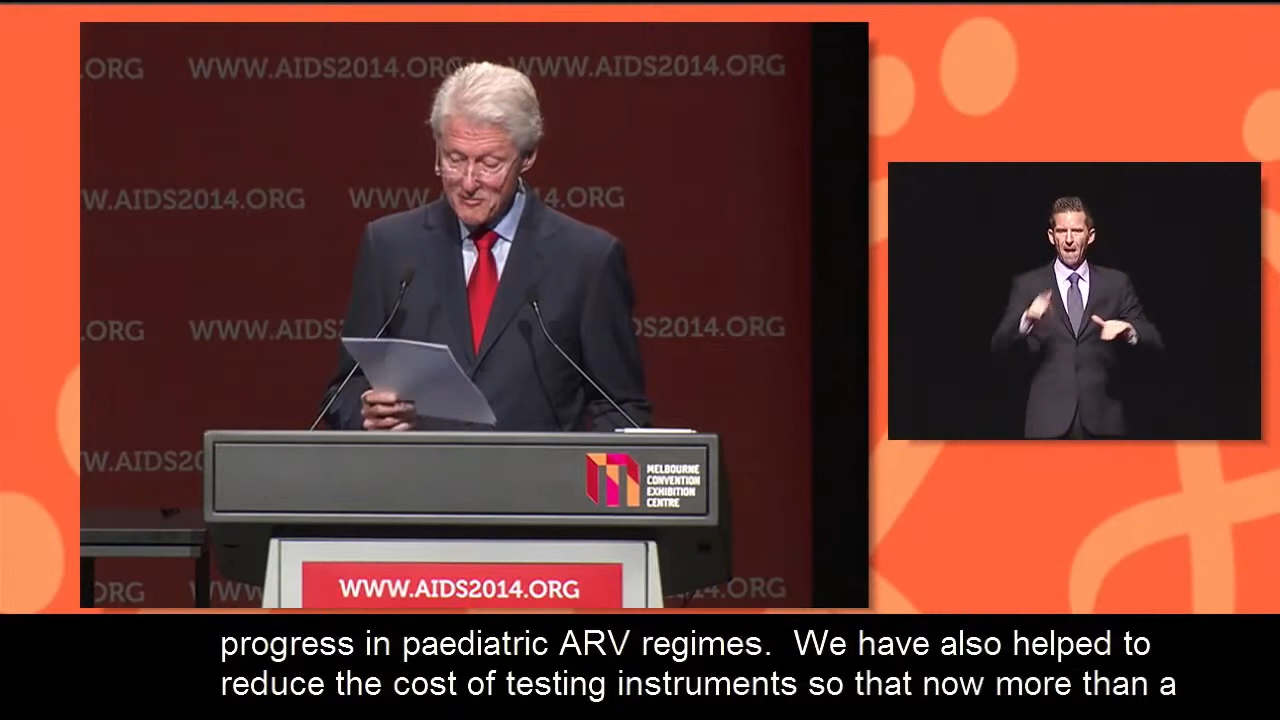 .ORG WWW.AIDS2014.ORG WWW.AIDS2014.ORG
W.AIDS2014.ORG WWW. .ORG
.ORG WWW.AIDS DS2014.ORG
W.AIDS20
MELBOURNE
CONVENTION
EXHIBITION
CENTRE
.ORG .ORG
WWW.AIDS2014.ORG
progress in paediatric ARV regimes. We have also helped to
reduce the cost of testing instruments so that now more than a